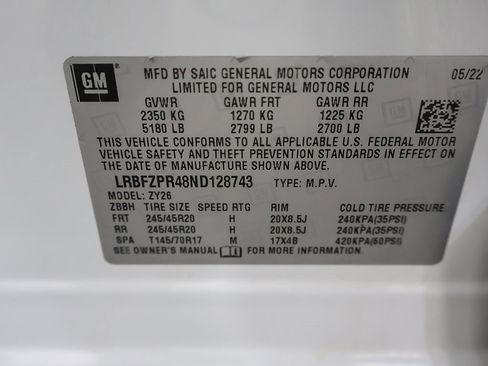 GM
MFD BY SAIC GENERAL MOTORS CORPORATION 05/22
LIMITED FOR GENERAL MOTORS LLC
GVWR GAWR FRT GAWR RR
2350 KG 1270 KG 1225 KG
5180 LB 2799 LB 2700 LB
THIS VEHICLE CONFORMS TO ALL APPLICABLE U.S. FEDERAL MOTOR
VEHICLE SAFETY, BUMPER, AND THEFT PREVENTION STANDARDS IN EFFECT ON
THE DATE OF MANUFACTURE SHOWN ABOVE.
LRBFZPR48ND128743 TYPE: M.P.V.
MODEL: ZY26
ZBBH TIRE SIZE SPEED RTG RIM COLD TIRE PRESSURE
FRT 245/45R20 H 20X8.5J 240KPA(35PSI)
RR 245/45R20 H 20X8.5J 240KPA(35PSI)
SPA T145/70R17 M 17X4B 420KPA(60PSI)
SEE OWNER'S MANUAL